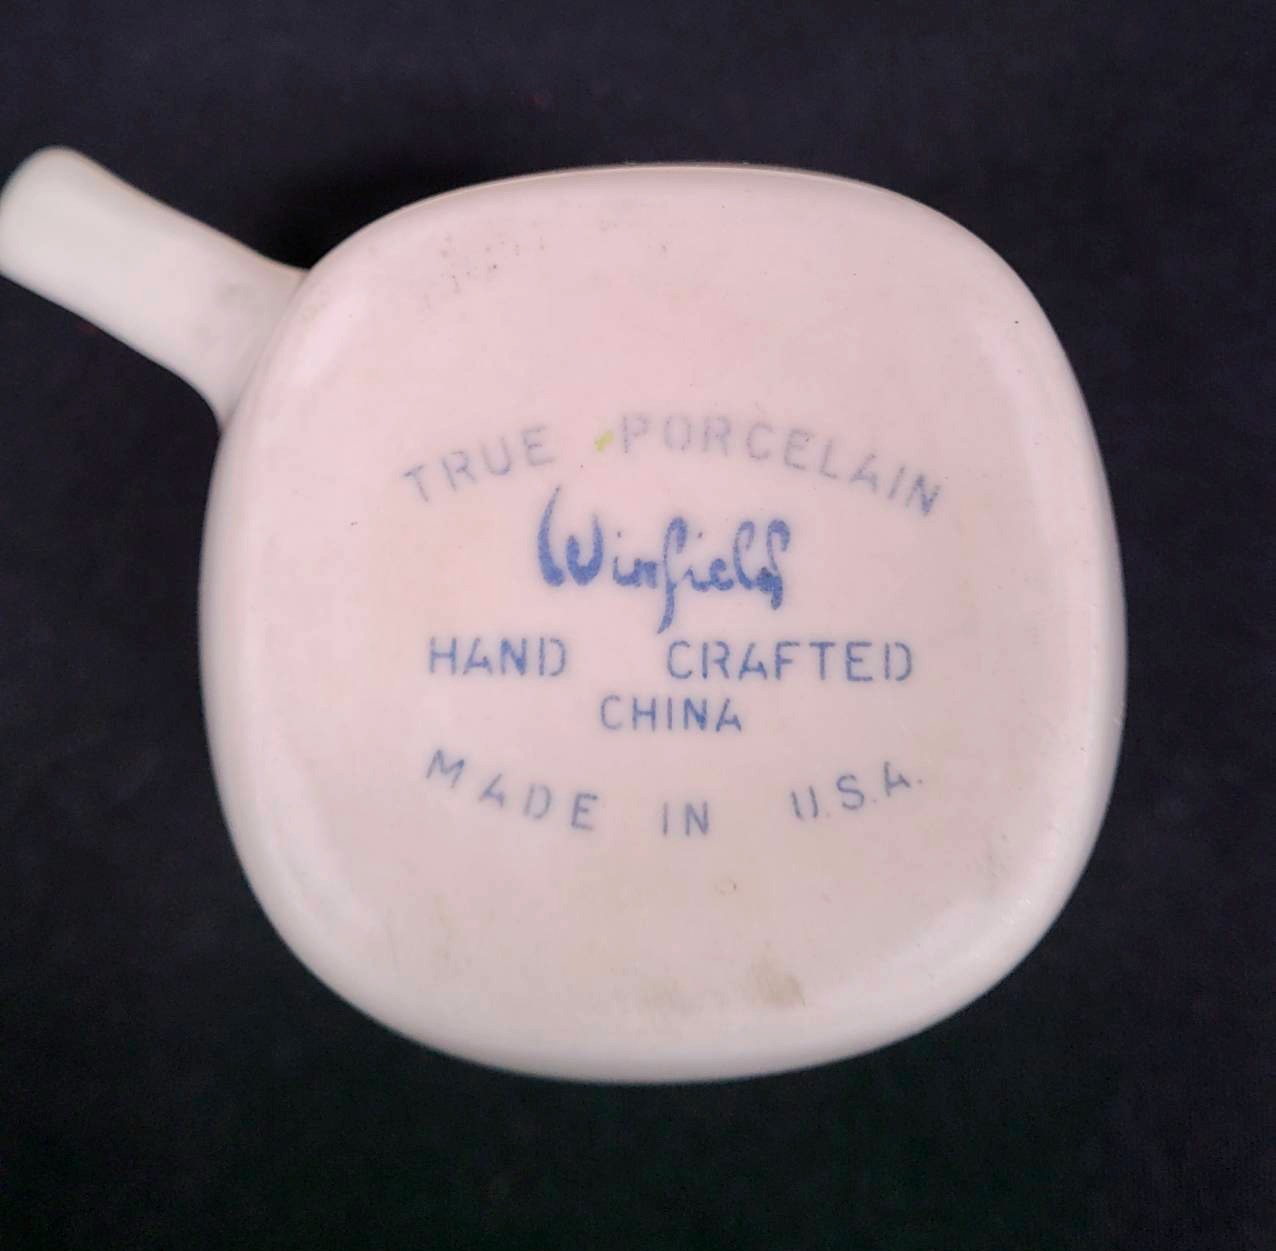 TRUE PORCELAIN
Winfield
HAND CRAFTED
CHINA
MADE IN U.S.A.